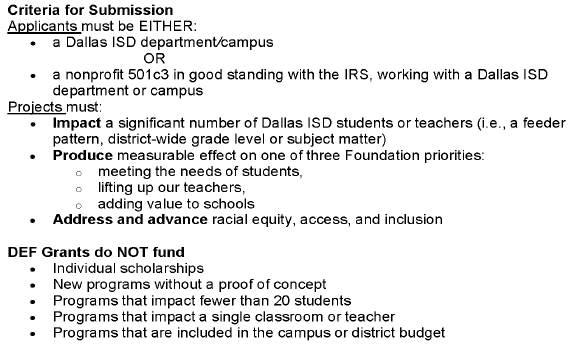 Criteria for Submission
Applicants must be EITHER:
• a Dallas ISD department/campus
OR
• a nonprofit 501c3 in good standing with the IRS, working with a Dallas ISD
department or campus
Projects must:
• Impact a significant number of Dallas ISD students or teachers (i.e., a feeder
pattern, district-wide grade level or subject matter)
• Produce measurable effect on one of three Foundation priorities:
o meeting the needs of students,
o lifting up our teachers,
o adding value to schools
• Address and advance racial equity, access, and inclusion
DEF Grants do NOT fund
• Individual scholarships
• New programs without a proof of concept
• Programs that impact fewer than 20 students
• Programs that impact a single classroom or teacher
• Programs that are included in the campus or district budget